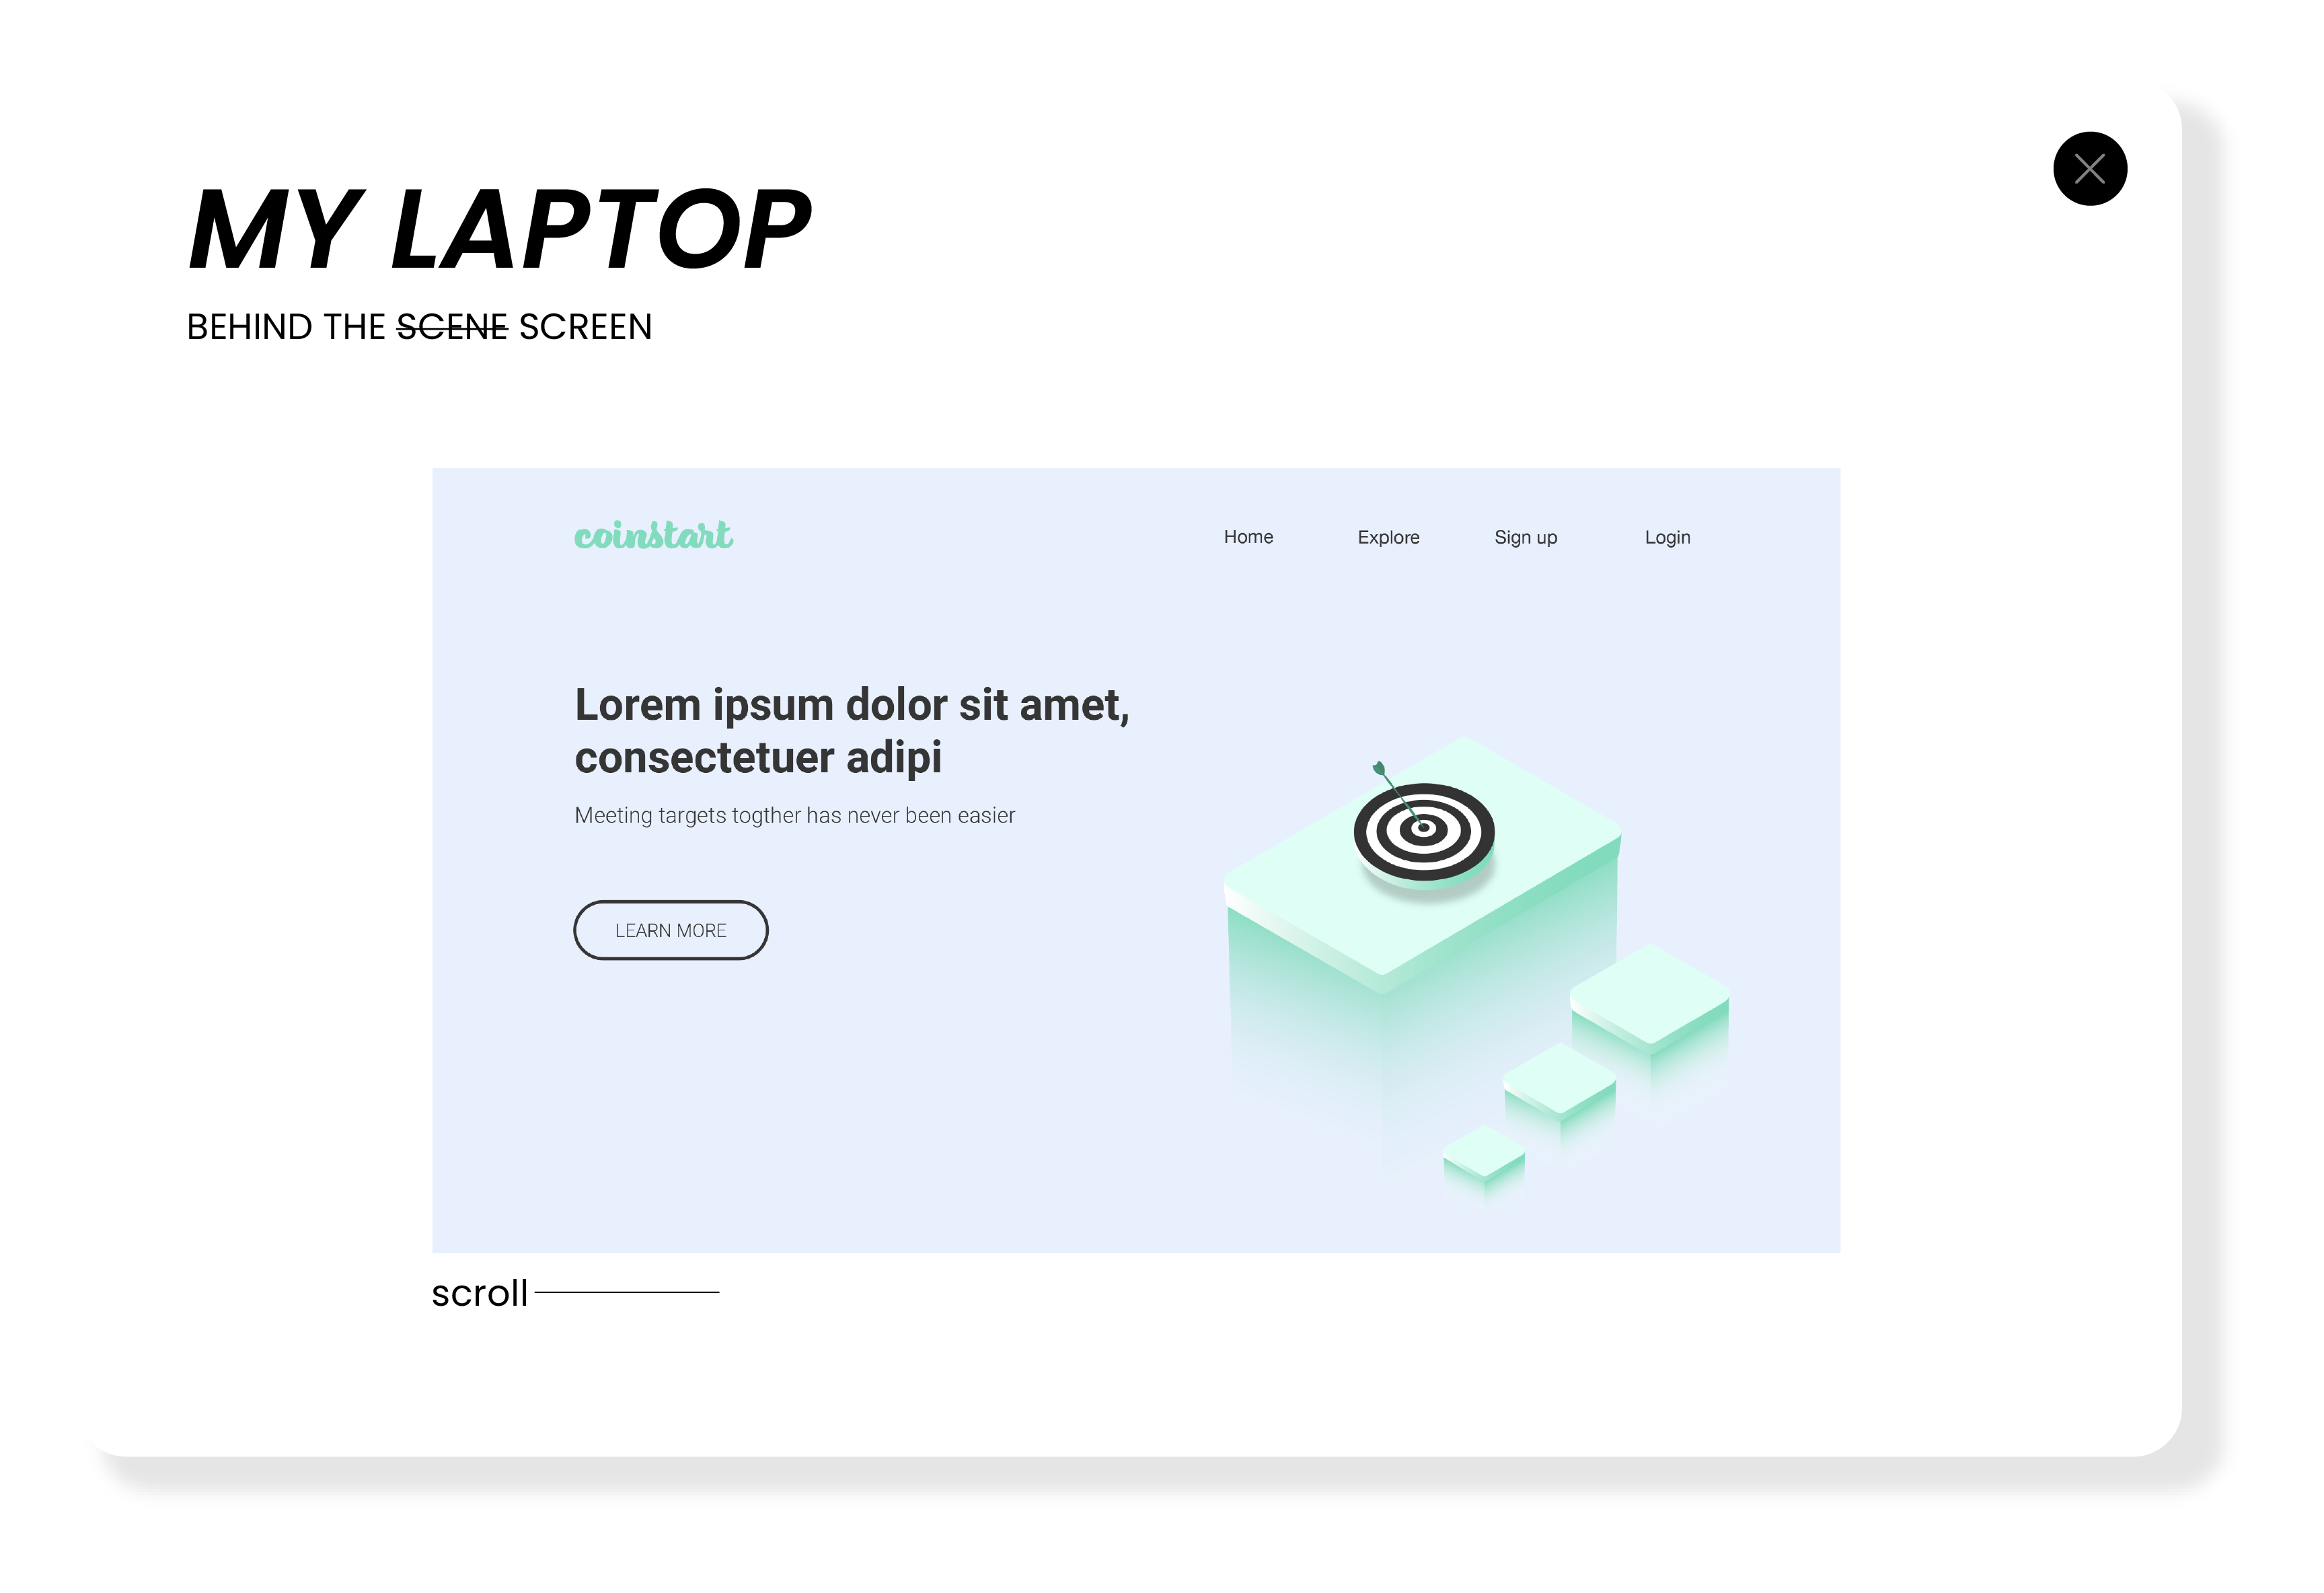 MY LAPTOP
BEHIND THE SCENE SCREEN
coinstart
Home Explore Sign up Login
Lorem ipsum dolor sit amet,
consectetuer adipi
Meeting targets togther has never been easier
LEARN MORE
scroll